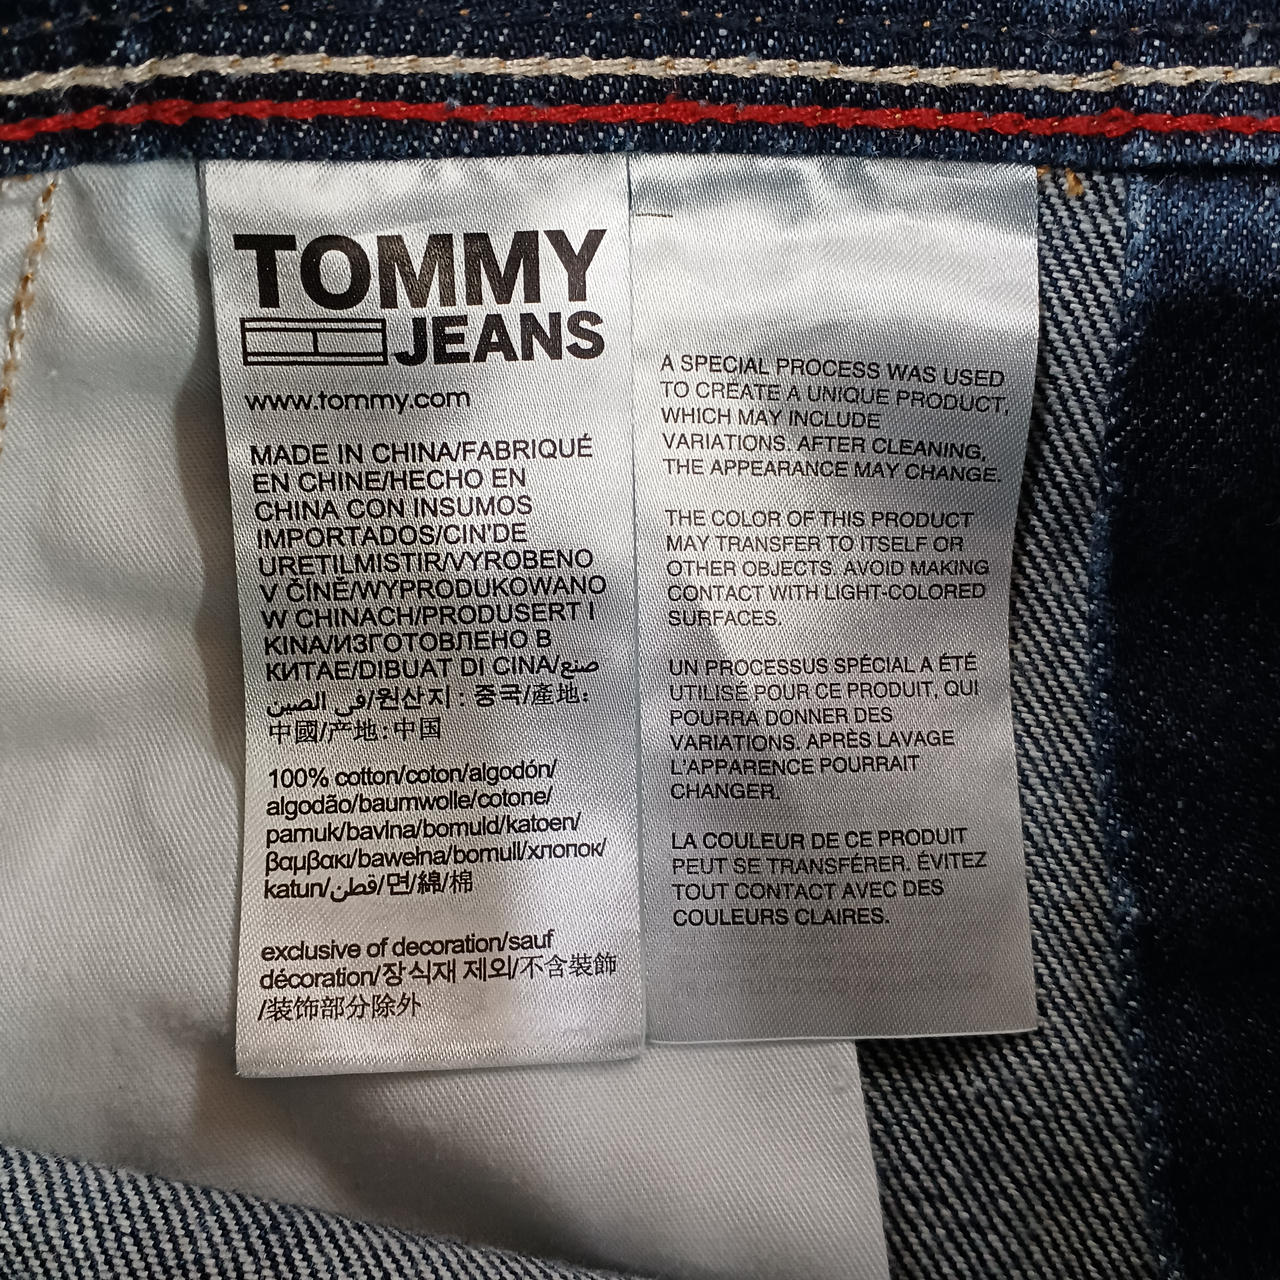 TOMMY
JEANS
www.tommy.com
MADE IN CHINA/FABRIQUÉ
EN CHINE/HECHO EN
CHINA CON INSUMOS
IMPORTADOS/CIN'DE
URETILMISTIR/VYROBENO
V ČÍNĚ/WYPRODUKOWANO
W CHINACH/PRODUSERT I
KINA/ИЗГОТОВЛЕНО В
КИТАЕ/DIBUAT DI CINA/صنع
في الصين/원산지 : 중국/產地:
中國/产地:中国
100% cotton/coton/algodón/
algodão/baumwolle/cotone/
pamuk/bavlna/bomuld/katoen/
βαμβακι/bawełna/bomull/хлопок/
katun/قطن/면/綿/棉
exclusive of decoration/sauf
décoration/장식재 제외/不含裝飾
/装饰部分除外
A SPECIAL PROCESS WAS USED
TO CREATE A UNIQUE PRODUCT,
WHICH MAY INCLUDE
VARIATIONS. AFTER CLEANING,
THE APPEARANCE MAY CHANGE.
THE COLOR OF THIS PRODUCT
MAY TRANSFER TO ITSELF OR
OTHER OBJECTS. AVOID MAKING
CONTACT WITH LIGHT-COLORED
SURFACES.
UN PROCESSUS SPÉCIAL A ÉTÉ
UTILISÉ POUR CE PRODUIT, QUI
POURRA DONNER DES
VARIATIONS. APRÈS LAVAGE
L'APPARENCE POURRAIT
CHANGER.
LA COULEUR DE CE PRODUIT
PEUT SE TRANSFÉRER. ÉVITEZ
TOUT CONTACT AVEC DES
COULEURS CLAIRES.